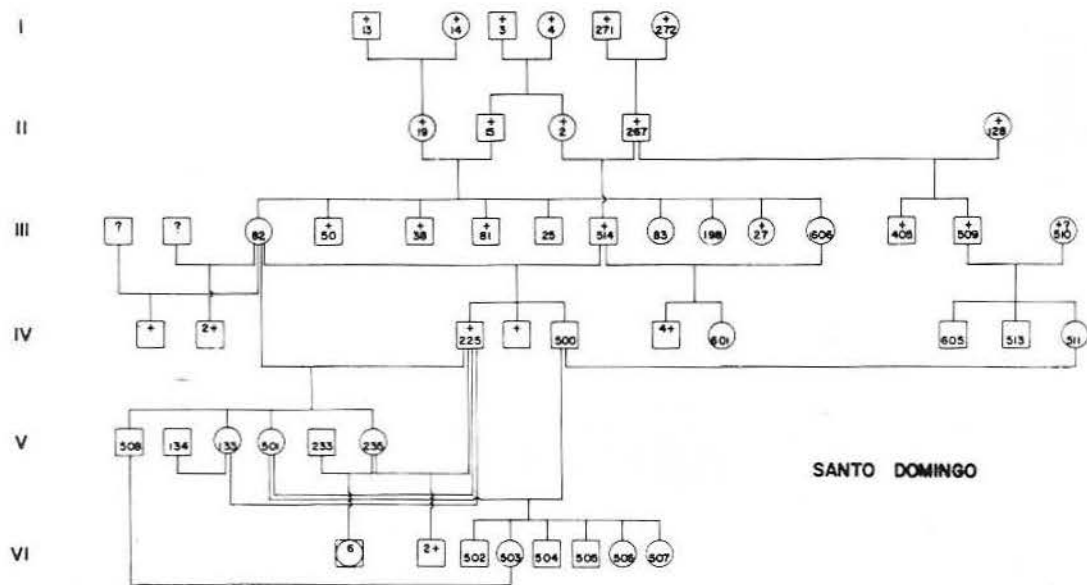 I + 13 + 14 + 3 + 4 + 271 + 272
II + 19 + 15 + 2 + 267 + 128
III ? ? 82 + 50 + 38 + 81 25 + 514 83 198 + 27 606 + 405 + 509 +? 510
IV + 2+ + 225 + 500 4+ 601 605 513 511
V 508 134 133 501 233 235
SANTO DOMINGO
VI 6 2+ 502 503 504 505 506 507